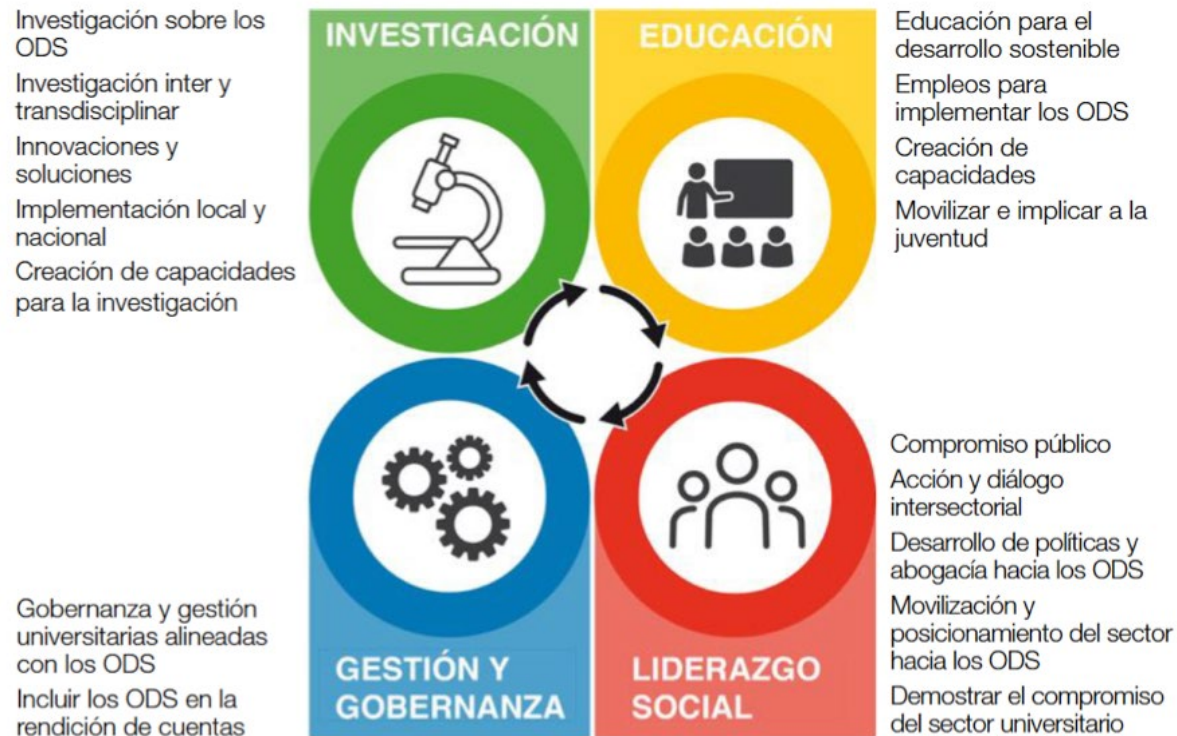 INVESTIGACIÓN
Investigación sobre los
ODS
Investigación inter y
transdisciplinar
Innovaciones y
soluciones
Implementación local y
nacional
Creación de capacidades
para la investigación
EDUCACIÓN
Educación para el
desarrollo sostenible
Empleos para
implementar los ODS
Creación de
capacidades
Movilizar e implicar a la
juventud
GESTIÓN Y
GOBERNANZA
Gobernanza y gestión
universitarias alineadas
con los ODS
Incluir los ODS en la
rendición de cuentas
LIDERAZGO
SOCIAL
Compromiso público
Acción y diálogo
intersectorial
Desarrollo de políticas y
abogacía hacia los ODS
Movilización y
posicionamiento del sector
hacia los ODS
Demostrar el compromiso
del sector universitario